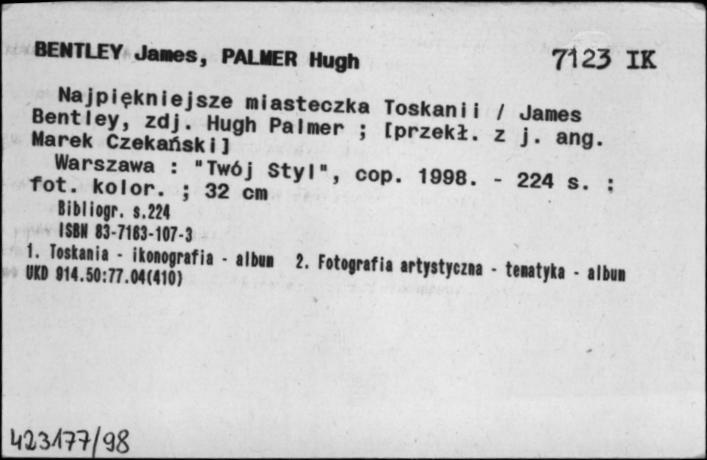 BENTLEY James, PALMER Hugh
7123 IK
Najpiękniejsze miasteczka Toskanii / James
Bentley, zdj. Hugh Palmer ; [przekł. z j. ang.
Marek Czekański]
Warszawa : "Twój Styl", cop. 1998. - 224 s. :
fot. kolor. ; 32 cm
Bibliogr. s.224
ISBN 83-7163-107-3
1. Toskania - ikonografia - album 2. Fotografia artystyczna - tematyka - album
UKD 914.50:77.04(410)
423177/98